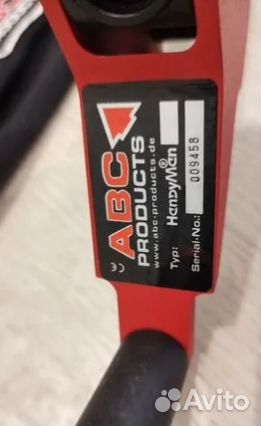 ABC
PRODUCTS
www.abc-products.de
Typ: HandyMan®
Serial-No.: 009458
CE
Avito